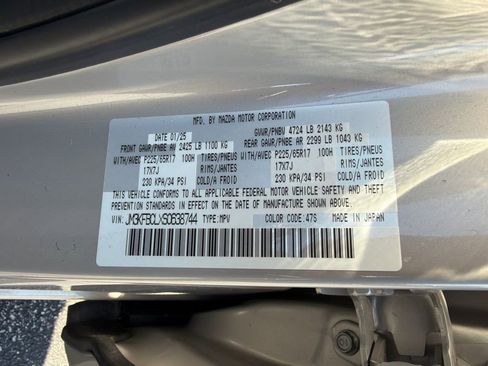 MFD. BY MAZDA MOTOR CORPORATION
DATE 01/25 GVWR/PNBV 4724 LB 2143 KG
FRONT GAWR/PNBE AV 2425 LB 1100 KG REAR GAWR/PNBE AR 2299 LB 1043 KG
WITH/AVEC P225/65R17 100H TIRES/PNEUS WITH/AVEC P225/65R17 100H TIRES/PNEUS
17X7J RIMS/JANTES 17X7J RIMS/JANTES
230 KPA/34 PSI COLD/A FROID 230 KPA/34 PSI COLD/A FROID
THIS VEHICLE CONFORMS TO ALL APPLICABLE FEDERAL MOTOR VEHICLE SAFETY, BUMPER, AND THEFT
PREVENTION STANDARDS IN EFFECT ON THE DATE OF MANUFACTURE SHOWN ABOVE.
VIN: JM3KFBCLXS0638744 TYPE:MPV COLOR CODE:47S MADE IN JAPAN